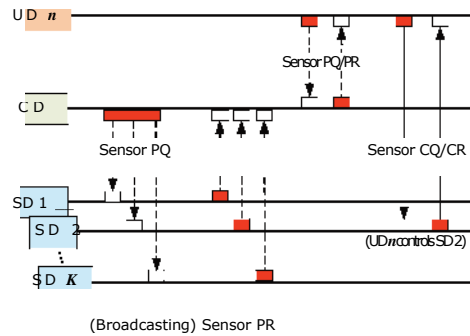 UD n
Sensor PQ/PR
CD
Sensor PQ
Sensor CQ/CR
SD 1
SD 2
(UDn controls SD 2)
SD K
(Broadcasting) Sensor PR